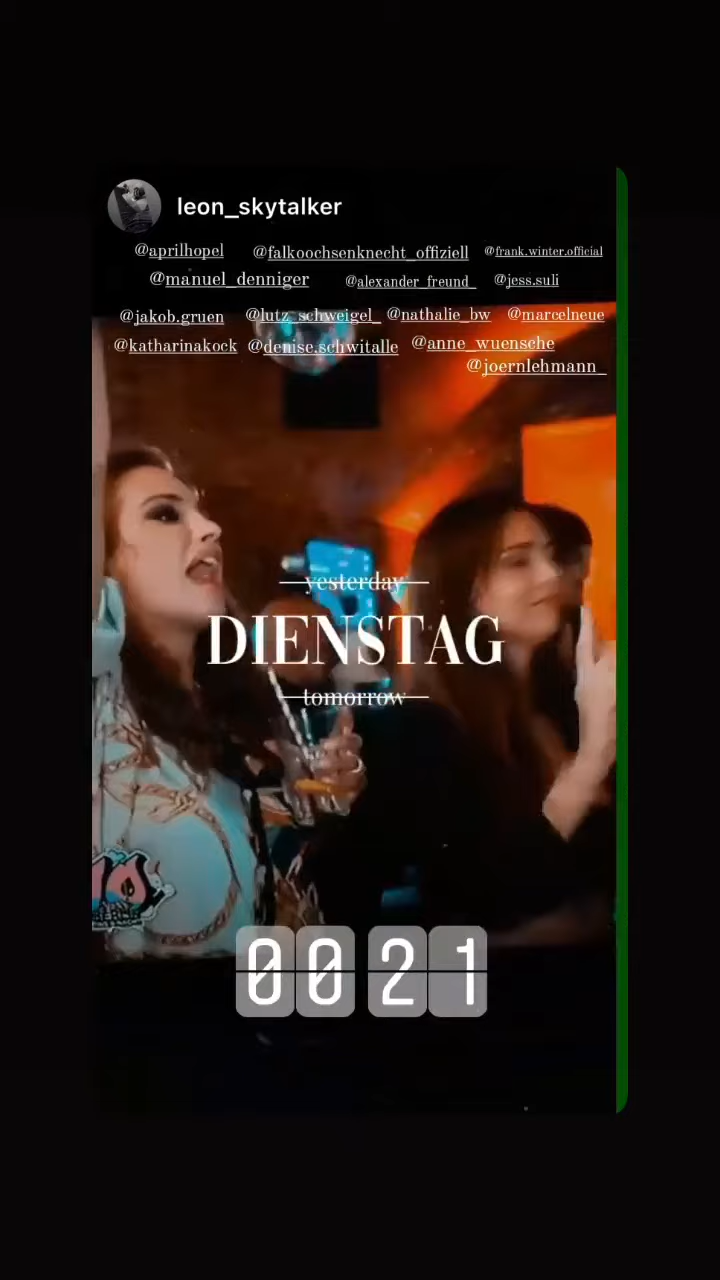 leon_skytalker
@aprilhopel @falkoochsenknecht_offiziell @frank.winter.official
@manuel_denniger @alexander_freund_ @jess.suli
@jakob.gruen @lutz_schweigel_ @nathalie_bw @marcelneue
@katharinakock @denise.schwitalle @anne_wuensche
@joernlehmann_
yesterday
DIENSTAG
tomorrow
00 21